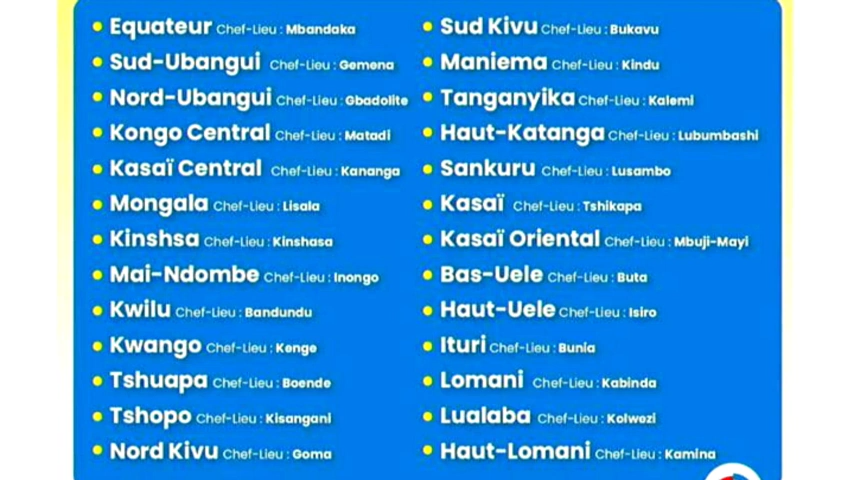 • Equateur Chef-Lieu : Mbandaka
• Sud-Ubangui Chef-Lieu : Gemena
• Nord-Ubangui Chef-Lieu : Gbadolite
• Kongo Central Chef-Lieu : Matadi
• Kasaï Central Chef-Lieu : Kananga
• Mongala Chef-Lieu : Lisala
• Kinshsa Chef-Lieu : Kinshasa
• Mai-Ndombe Chef-Lieu : Inongo
• Kwilu Chef-Lieu : Bandundu
• Kwango Chef-Lieu : Kenge
• Tshuapa Chef-Lieu : Boende
• Tshopo Chef-Lieu : Kisangani
• Nord Kivu Chef-Lieu : Goma
• Sud Kivu Chef-Lieu : Bukavu
• Maniema Chef-Lieu : Kindu
• Tanganyika Chef-Lieu : Kalemi
• Haut-Katanga Chef-Lieu : Lubumbashi
• Sankuru Chef-Lieu : Lusambo
• Kasaï Chef-Lieu : Tshikapa
• Kasaï Oriental Chef-Lieu : Mbuji-Mayi
• Bas-Uele Chef-Lieu : Buta
• Haut-Uele Chef-Lieu : Isiro
• Ituri Chef-Lieu : Bunia
• Lomani Chef-Lieu : Kabinda
• Lualaba Chef-Lieu : Kolwezi
• Haut-Lomani Chef-Lieu : Kamina